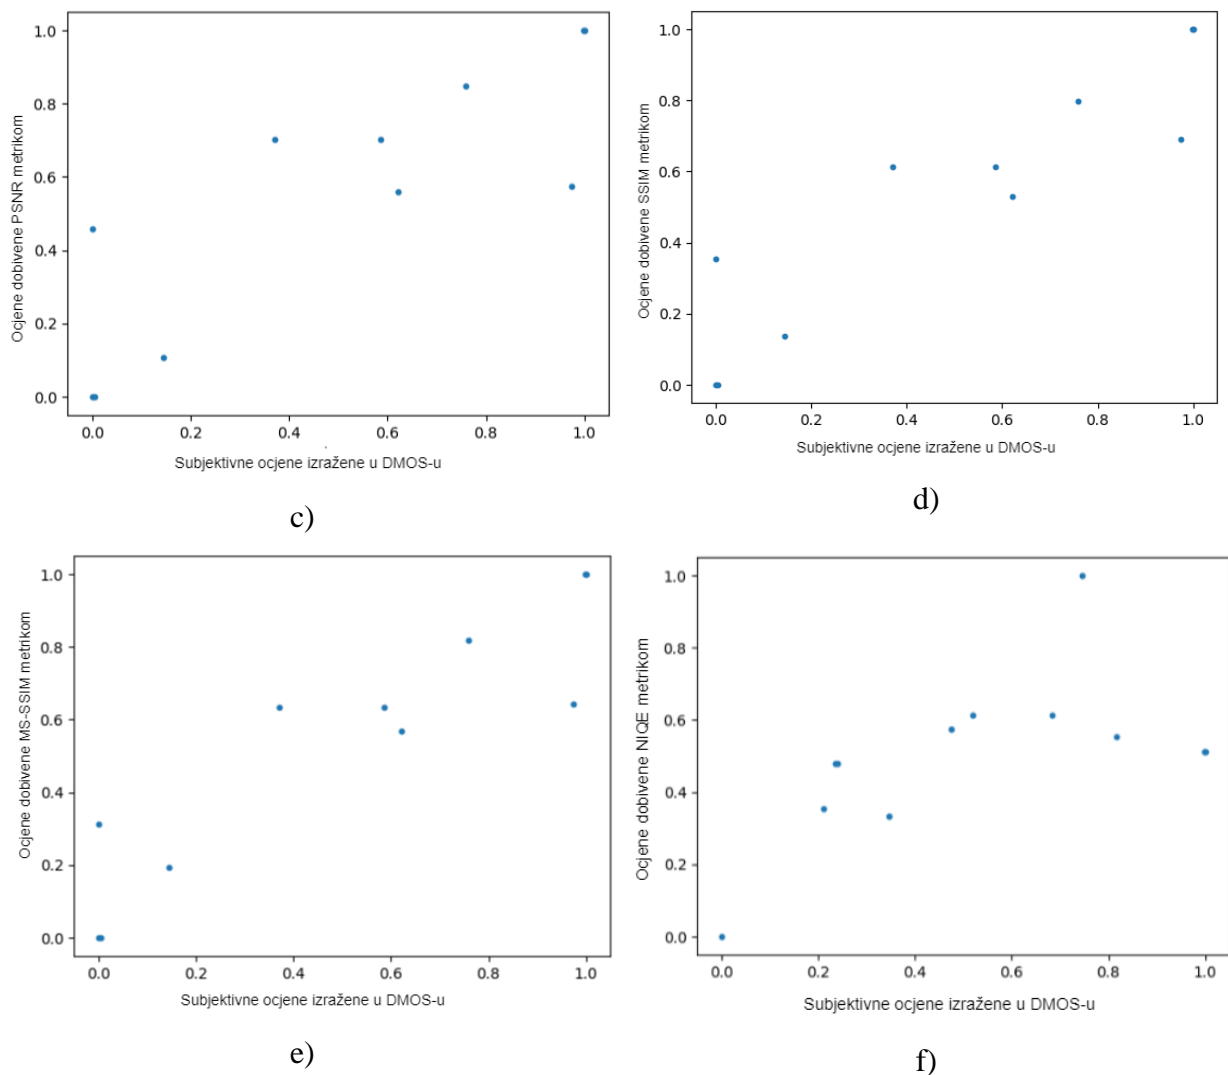 Ocjene dobivene PSNR metrikom
1.0
0.8
0.6
0.4
0.2
0.0
0.0 0.2 0.4 0.6 0.8 1.0
Subjektivne ocjene izražene u DMOS-u
c)
Ocjene dobivene SSIM metrikom
1.0
0.8
0.6
0.4
0.2
0.0
0.0 0.2 0.4 0.6 0.8 1.0
Subjektivne ocjene izražene u DMOS-u
d)
Ocjene dobivene MS-SSIM metrikom
1.0
0.8
0.6
0.4
0.2
0.0
0.0 0.2 0.4 0.6 0.8 1.0
Subjektivne ocjene izražene u DMOS-u
e)
Ocjene dobivene NIQE metrikom
1.0
0.8
0.6
0.4
0.2
0.0
0.0 0.2 0.4 0.6 0.8 1.0
Subjektivne ocjene izražene u DMOS-u
f)